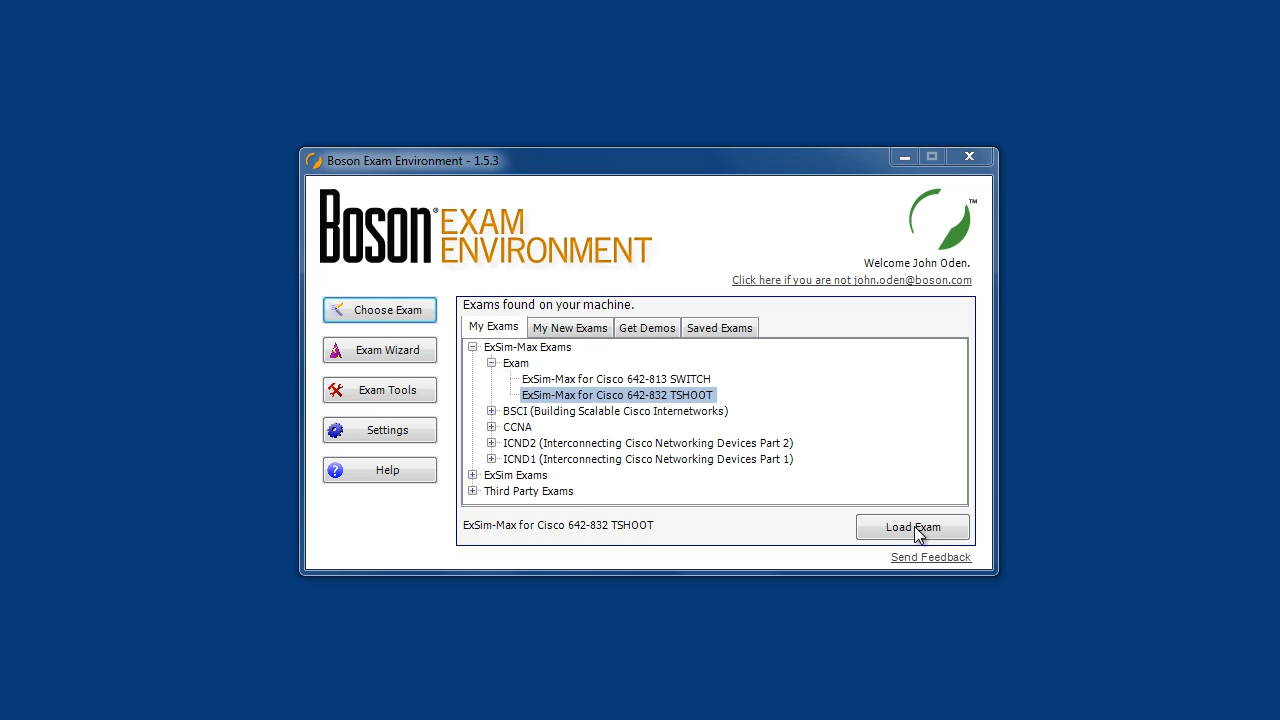 Boson Exam Environment - 1.5.3
Boson® EXAM ENVIRONMENT
™
Welcome John Oden.
Click here if you are not john.oden@boson.com
Choose Exam
Exam Wizard
Exam Tools
Settings
Help
Exams found on your machine.
My Exams My New Exams Get Demos Saved Exams
ExSim-Max Exams
Exam
ExSim-Max for Cisco 642-813 SWITCH
ExSim-Max for Cisco 642-832 TSHOOT
BSCI (Building Scalable Cisco Internetworks)
CCNA
ICND2 (Interconnecting Cisco Networking Devices Part 2)
ICND1 (Interconnecting Cisco Networking Devices Part 1)
ExSim Exams
Third Party Exams
ExSim-Max for Cisco 642-832 TSHOOT
Load Exam
Send Feedback